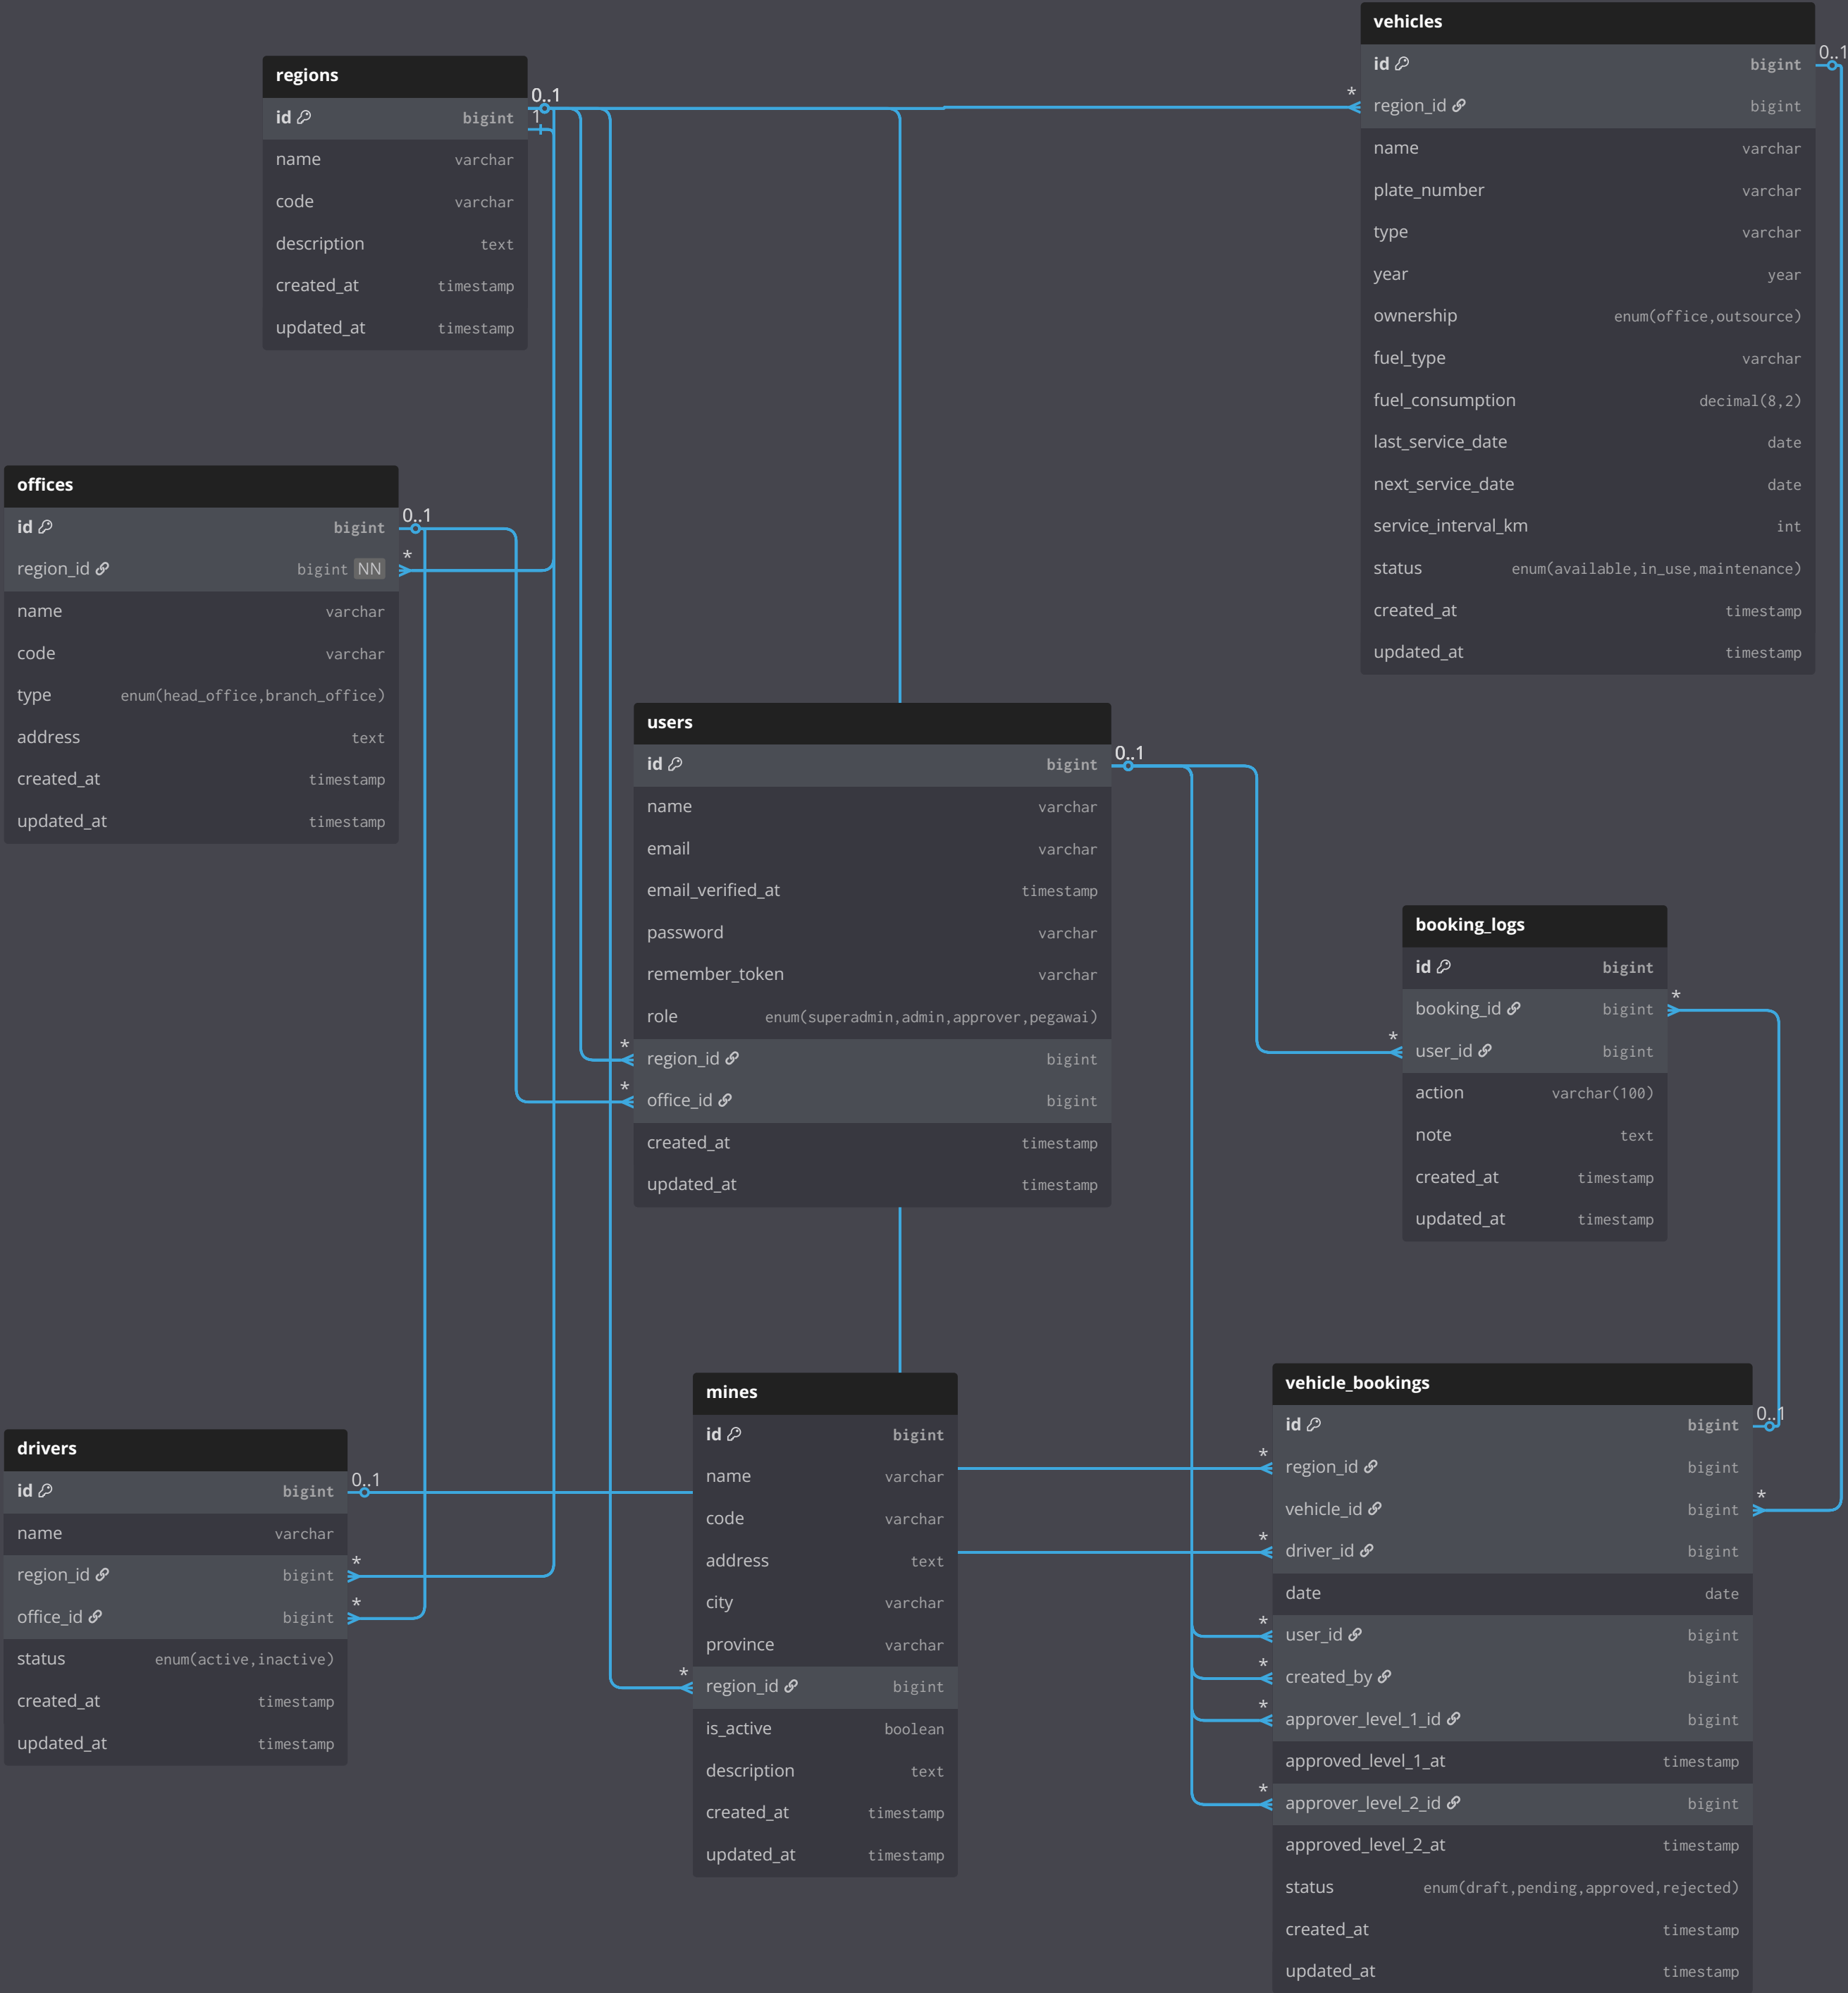 regions
id bigint
name varchar
code varchar
description text
created_at timestamp
updated_at timestamp
0..1
1
vehicles
id bigint
region_id bigint
name varchar
plate_number varchar
type varchar
year year
ownership enum(office,outsource)
fuel_type varchar
fuel_consumption decimal(8,2)
last_service_date date
next_service_date date
service_interval_km int
status enum(available,in_use,maintenance)
created_at timestamp
updated_at timestamp
0..1
*
offices
id bigint
region_id bigint NN
name varchar
code varchar
type enum(head_office,branch_office)
address text
created_at timestamp
updated_at timestamp
0..1
*
users
id bigint
name varchar
email varchar
email_verified_at timestamp
password varchar
remember_token varchar
role enum(superadmin,admin,approver,pegawai)
region_id bigint
office_id bigint
created_at timestamp
updated_at timestamp
0..1
*
*
booking_logs
id bigint
booking_id bigint
user_id bigint
action varchar(100)
note text
created_at timestamp
updated_at timestamp
*
*
drivers
id bigint
name varchar
region_id bigint
office_id bigint
status enum(active,inactive)
created_at timestamp
updated_at timestamp
0..1
*
*
mines
id bigint
name varchar
code varchar
address text
city varchar
province varchar
region_id bigint
is_active boolean
description text
created_at timestamp
updated_at timestamp
*
vehicle_bookings
id bigint
region_id bigint
vehicle_id bigint
driver_id bigint
date date
user_id bigint
created_by bigint
approver_level_1_id bigint
approved_level_1_at timestamp
approver_level_2_id bigint
approved_level_2_at timestamp
status enum(draft,pending,approved,rejected)
created_at timestamp
updated_at timestamp
0..1
*
*
*
*
*
*
*